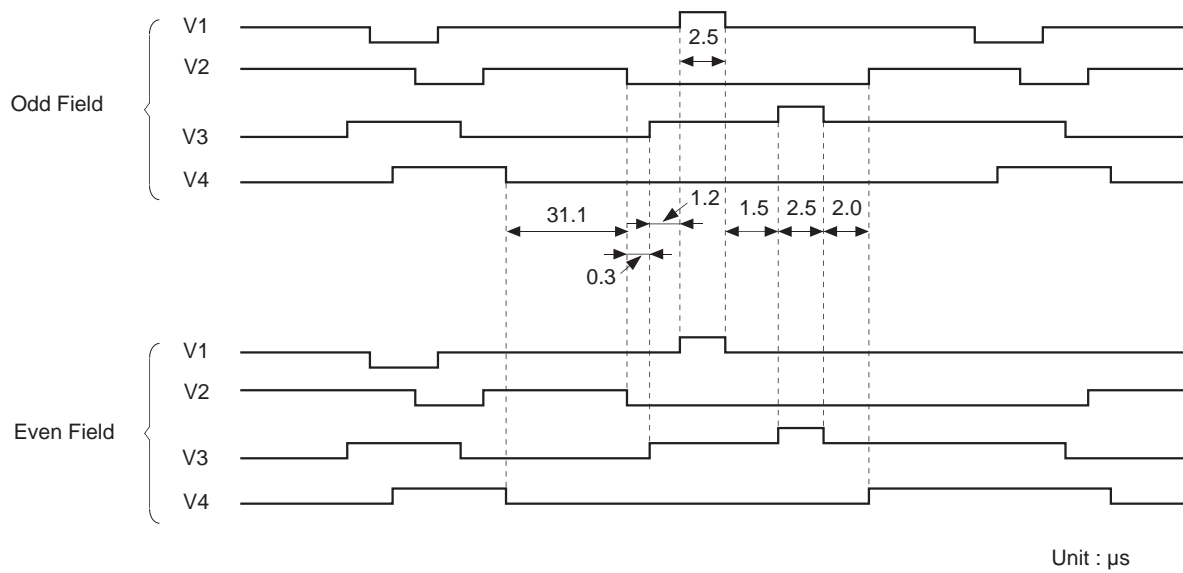 V1
2.5
V2
Odd Field
V3
V4
1.2
31.1
1.5
2.5
2.0
0.3
V1
V2
Even Field
V3
V4
Unit : μs